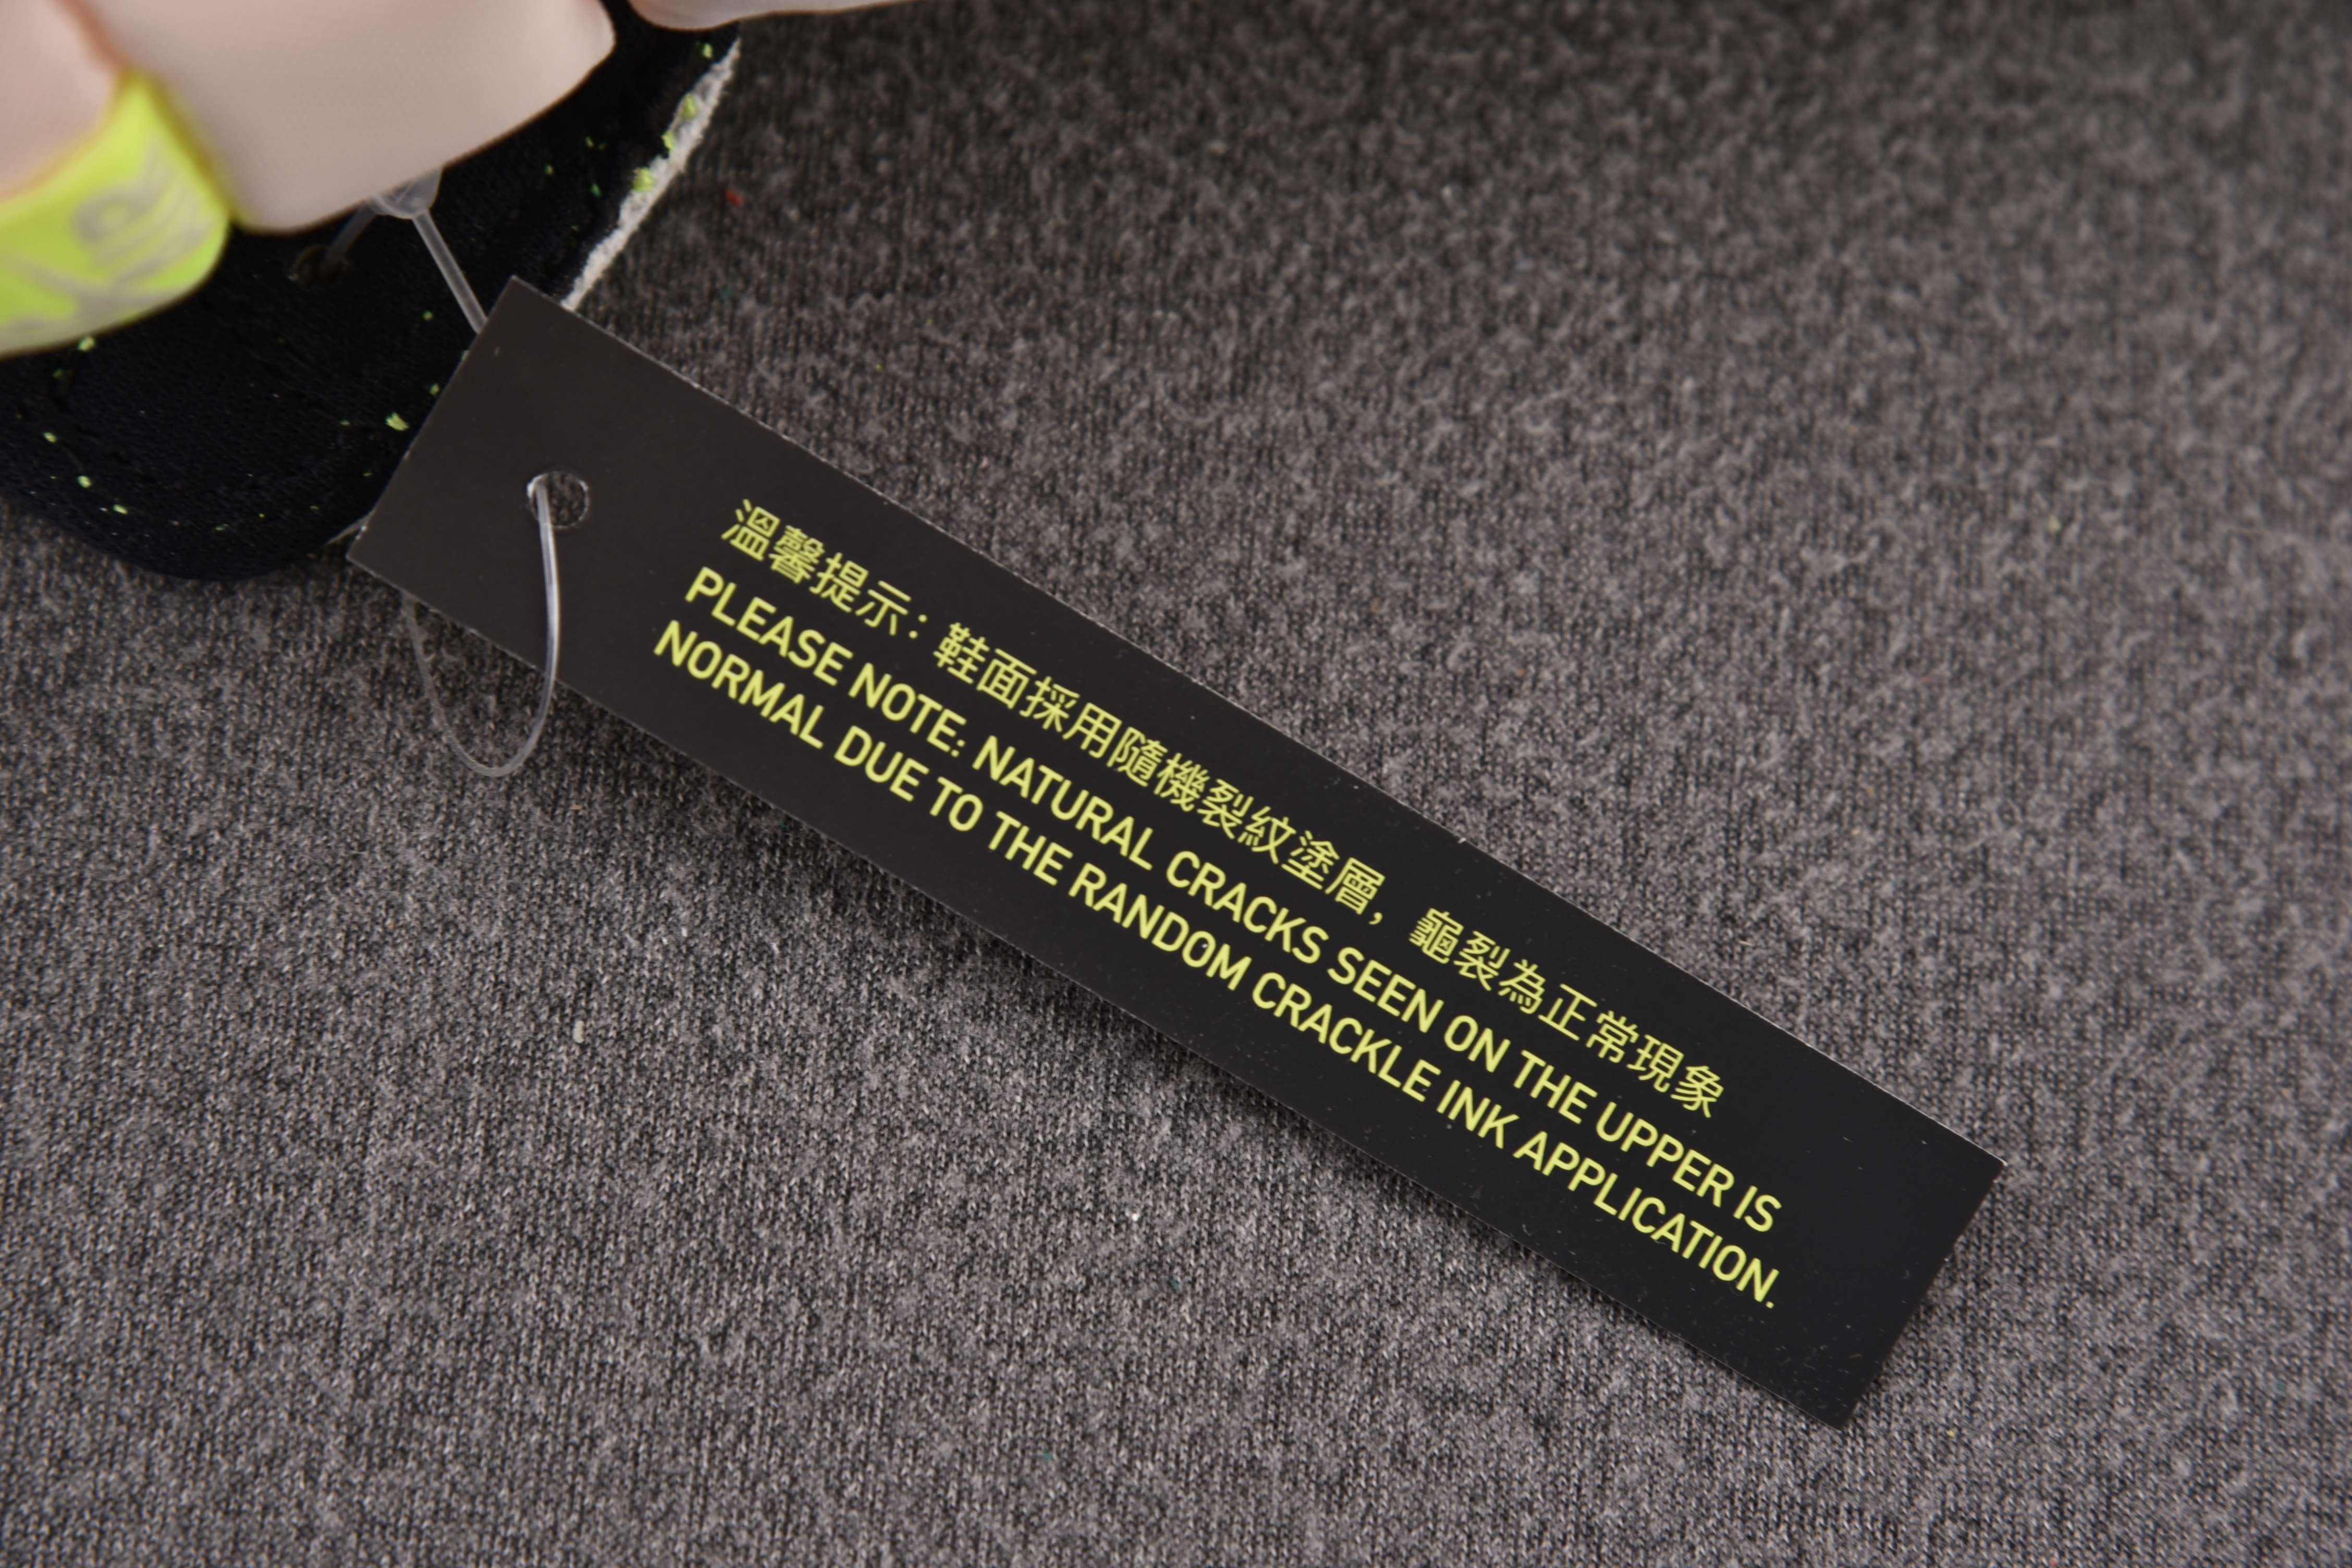 溫馨提示：鞋面採用隨機裂紋塗層，龜裂為正常現象
PLEASE NOTE: NATURAL CRACKS SEEN ON THE UPPER IS
NORMAL DUE TO THE RANDOM CRACKLE INK APPLICATION.